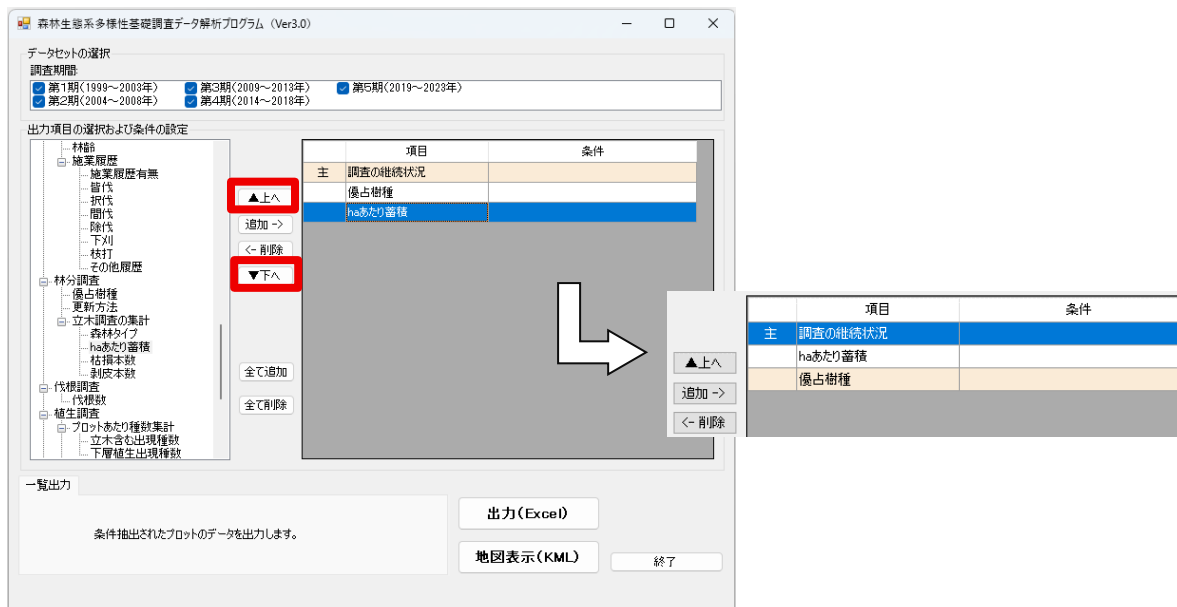 森林生態系多様性基礎調査データ解析プログラム (Ver3.0)
データセットの選択
調査期間:
第1期(1999～2003年) 第3期(2009～2013年) 第5期(2019～2023年)
第2期(2004～2008年) 第4期(2014～2018年)
出力項目の選択および条件の設定
林齢
施業履歴
施業履歴有無
皆伐
択伐
間伐
除伐
下刈
枝打
その他履歴
林分調査
優占樹種
更新方法
立木調査の集計
森林タイプ
haあたり蓄積
枯損本数
剥皮本数
伐根調査
伐根数
植生調査
プロットあたり種数集計
立木含む出現種数
下層植生出現種数
▲上へ
追加 ->
<- 削除
▼下へ
全て追加
全て削除
項目 条件
主 調査の継続状況
優占樹種
haあたり蓄積
項目 条件
主 調査の継続状況
haあたり蓄積
優占樹種
▲上へ
追加 ->
<- 削除
一覧出力
条件抽出されたプロットのデータを出力します。
出力(Excel)
地図表示(KML)
終了